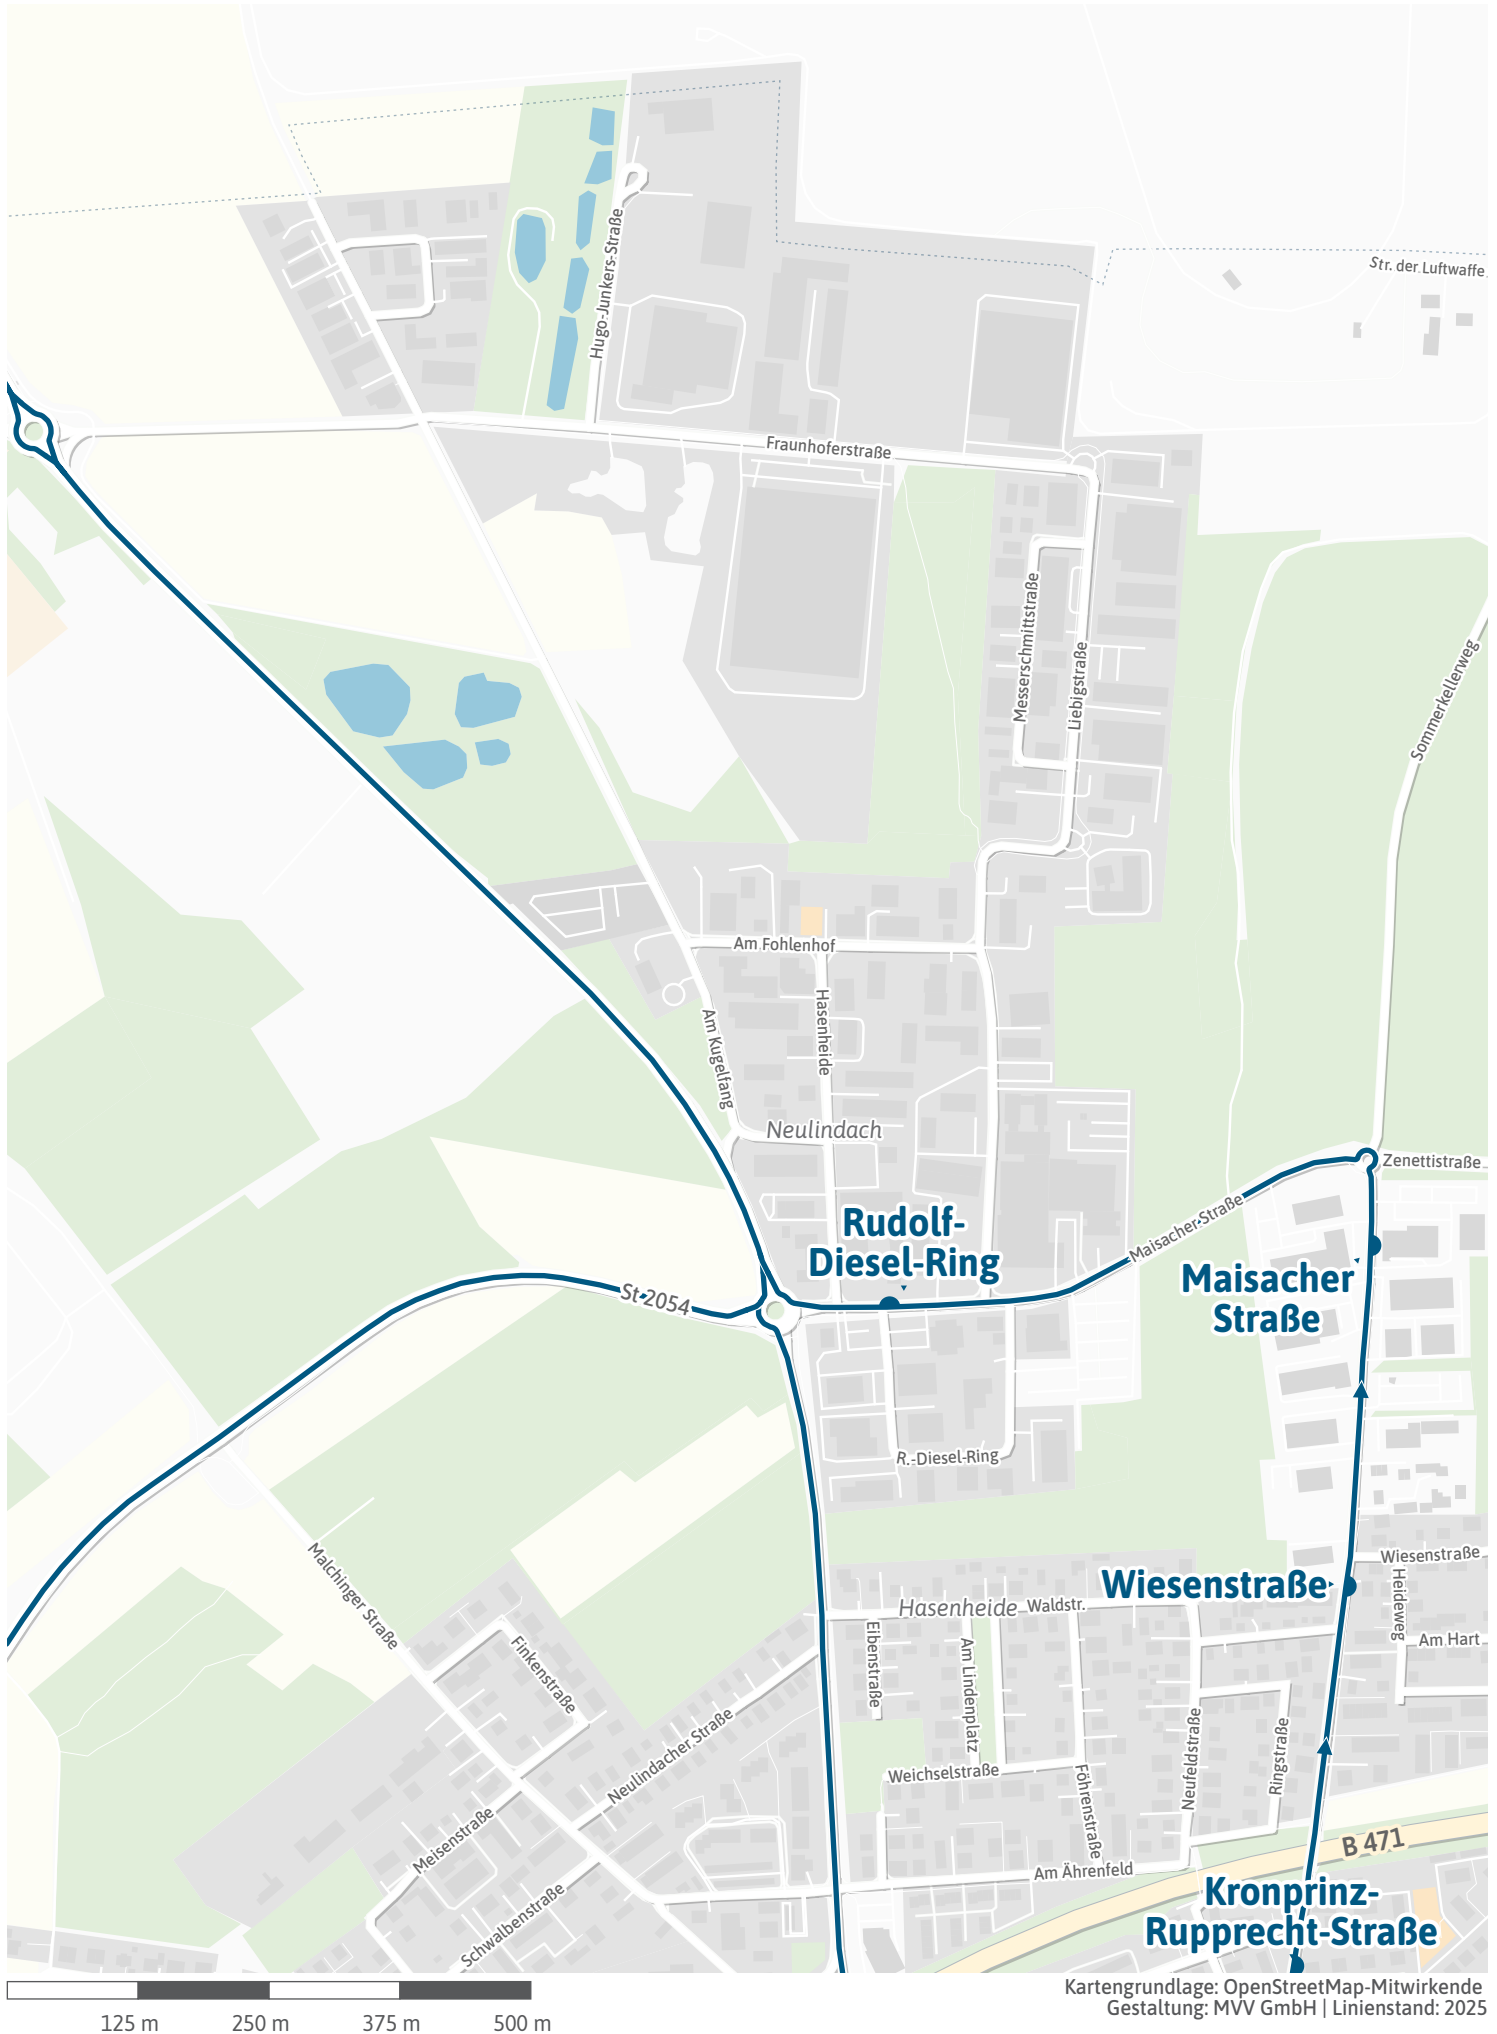 Str. der Luftwaffe
Hugo-Junkers-Straße
Fraunhoferstraße
Messerschmittstraße
Liebigstraße
Sommerkellerweg
Am Fohlenhof
Hasenheide
Am Kugelfang
Neulindach
Zenettistraße
Maisacher Straße
Rudolf-
Diesel-Ring
Maisacher
Straße
St 2054
R.-Diesel-Ring
Malchinger Straße
Wiesenstraße
Wiesenstraße
Heideweg
Hasenheide
Waldstr.
Am Hart
Eibenstraße
Am Lindenplatz
Finkenstraße
Neulindacher Straße
Weichselstraße
Föhrenstraße
Neufeldstraße
Ringstraße
Meisenstraße
B 471
Am Ährenfeld
Schwalbenstraße
Kronprinz-
Rupprecht-Straße
Kartengrundlage: OpenStreetMap-Mitwirkende
Gestaltung: MVV GmbH | Linienstand: 2025
125 m
250 m
375 m
500 m